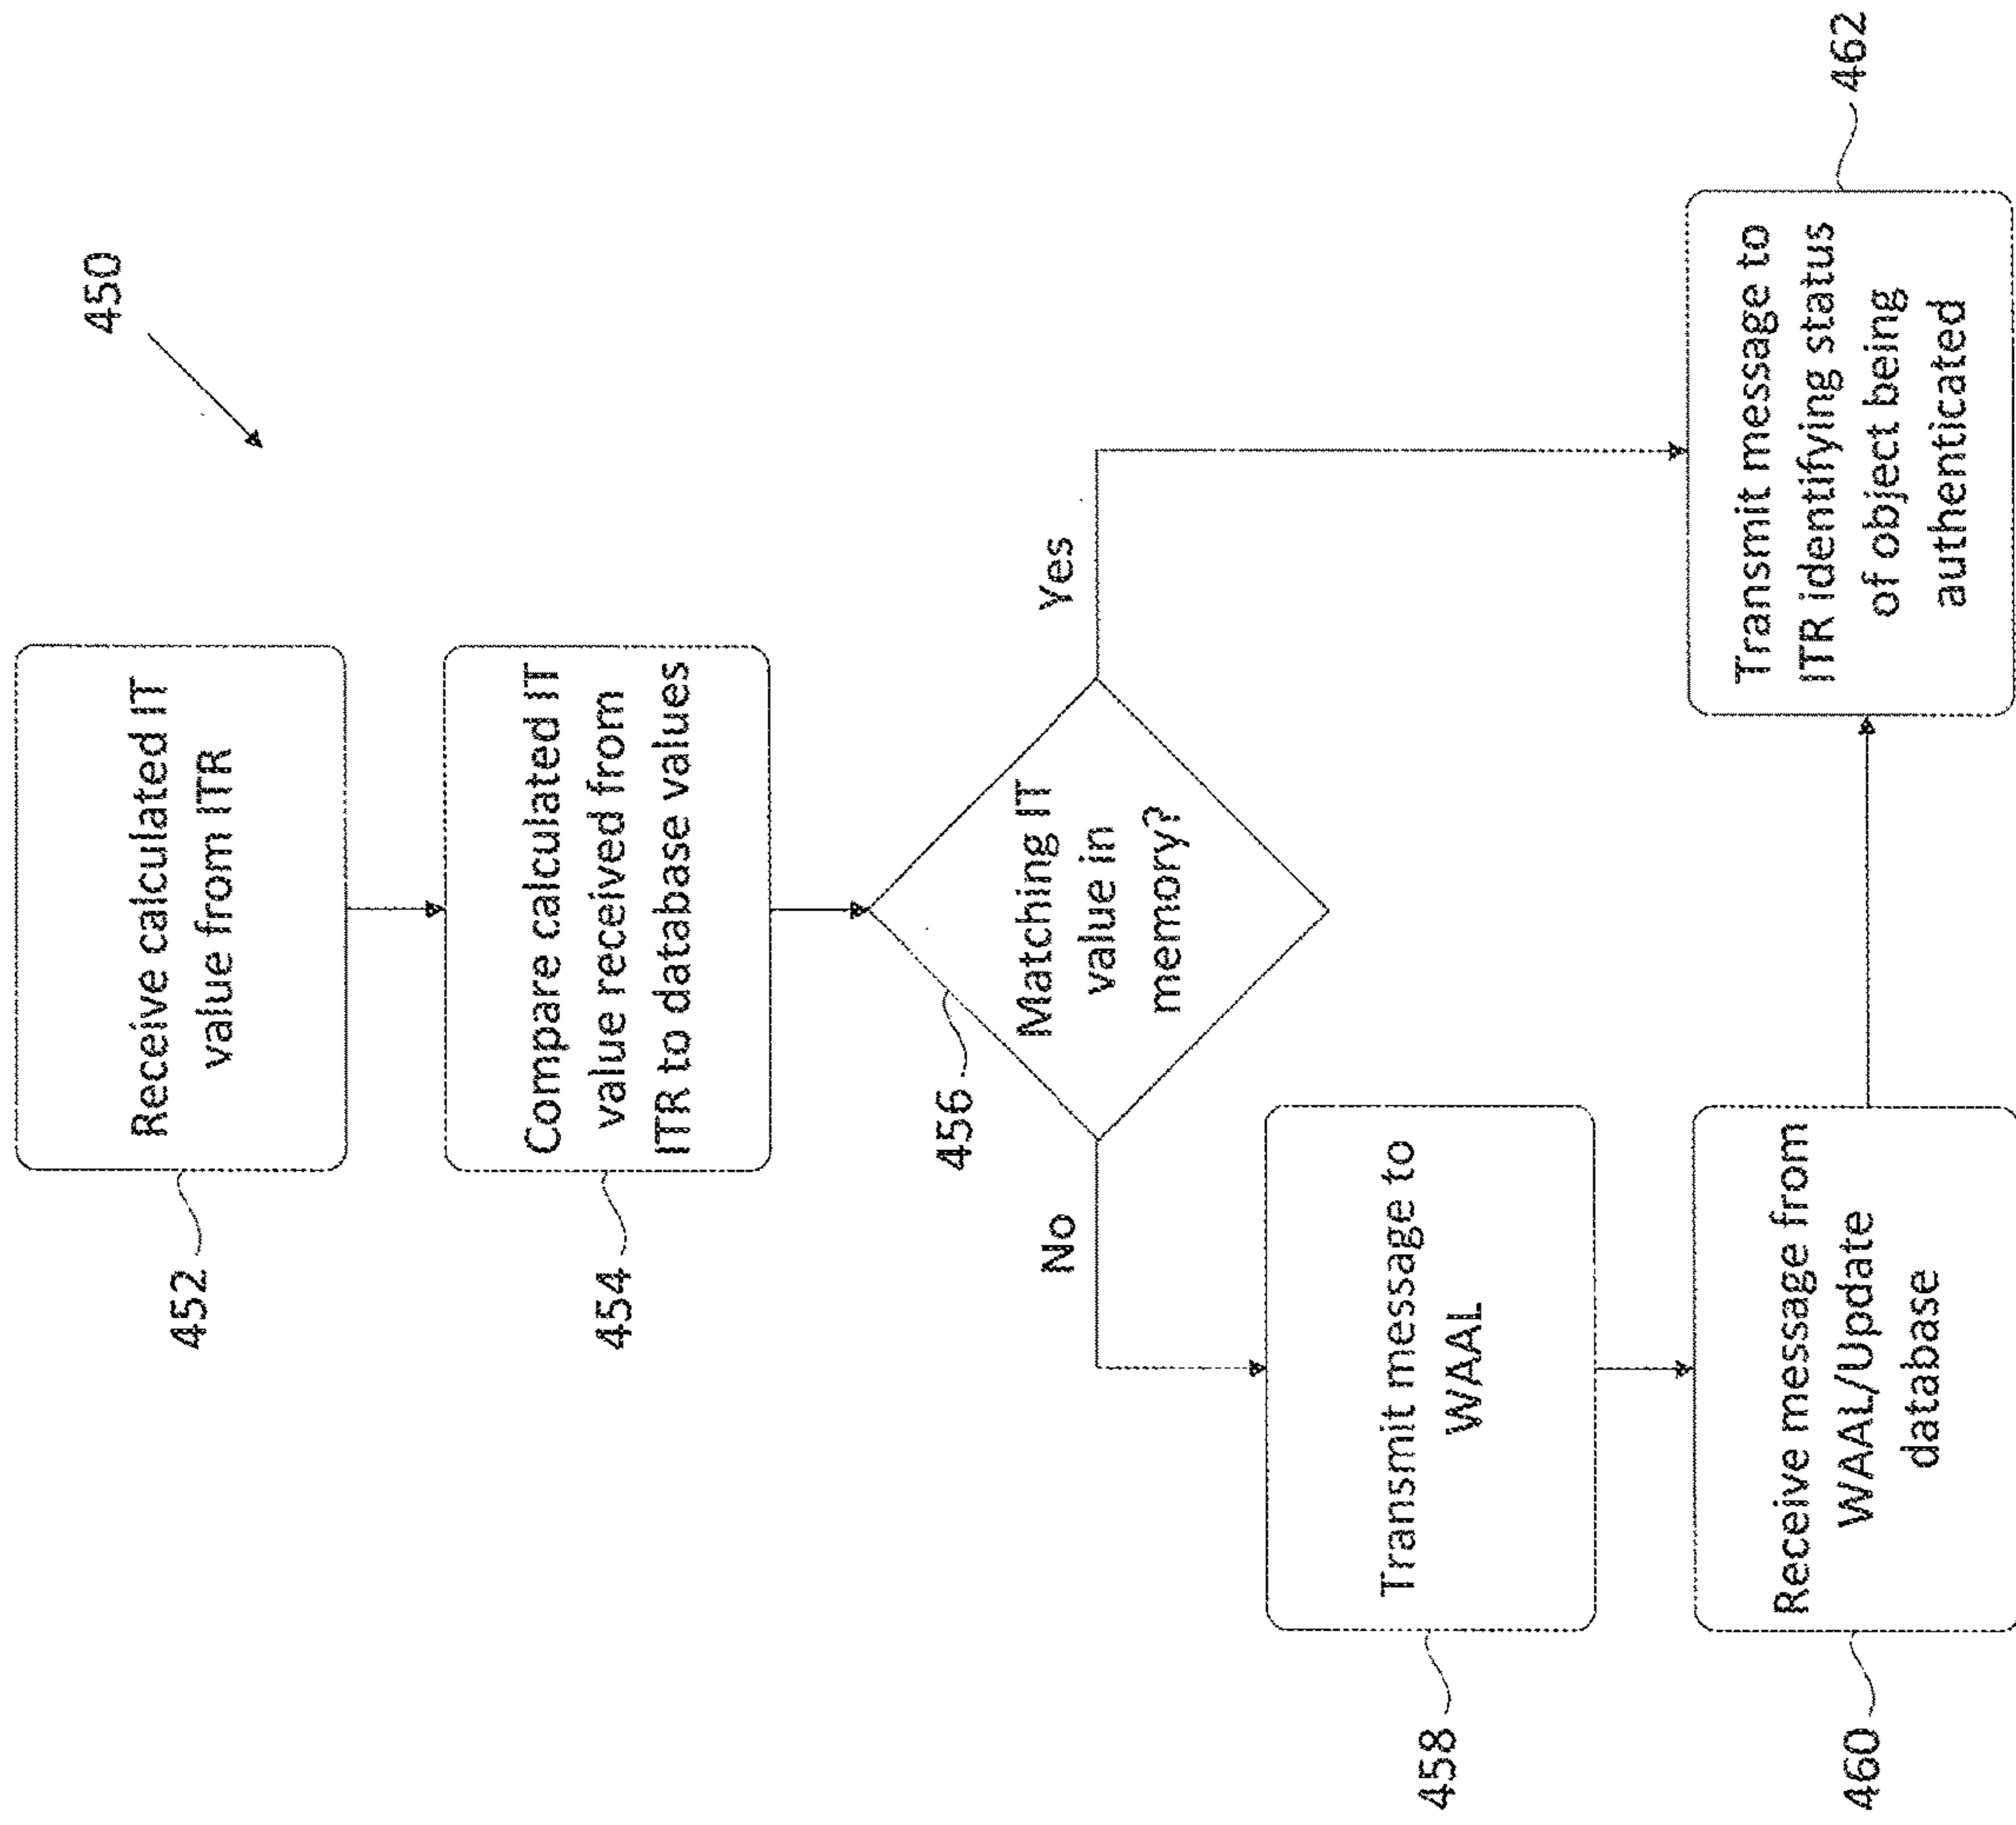 450
452
Receive calculated IT
value from ITR
454
Compare calculated IT
value received from
ITR to database values
456
Matching IT
value in
memory?
No
Yes
458
Transmit message to
WAAL
460
Receive message from
WAAL/Update
database
Transmit message to
ITR identifying status
of object being
authenticated
462